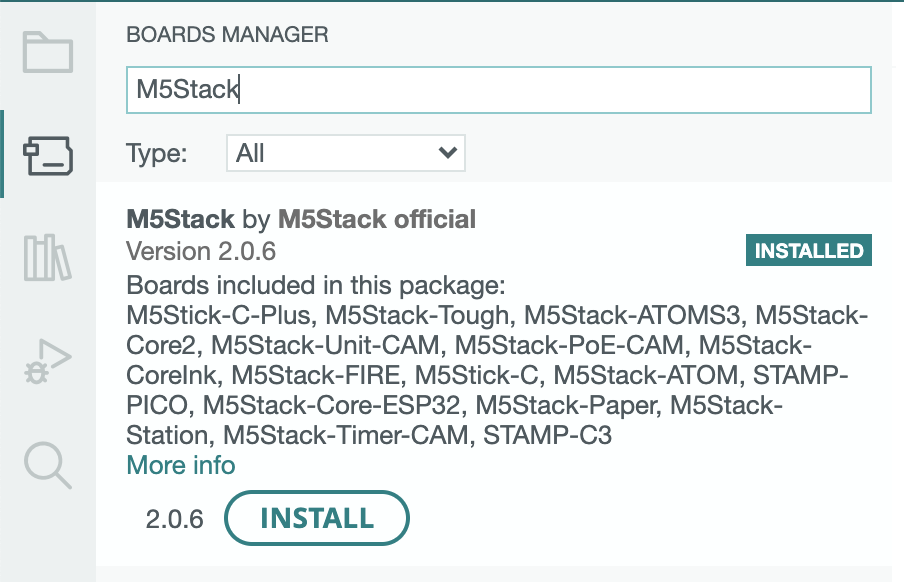 BOARDS MANAGER
M5Stack
Type:
All
M5Stack by M5Stack official
Version 2.0.6
INSTALLED
Boards included in this package:
M5Stick-C-Plus, M5Stack-Tough, M5Stack-ATOMS3, M5Stack-
Core2, M5Stack-Unit-CAM, M5Stack-PoE-CAM, M5Stack-
CoreInk, M5Stack-FIRE, M5Stick-C, M5Stack-ATOM, STAMP-
PICO, M5Stack-Core-ESP32, M5Stack-Paper, M5Stack-
Station, M5Stack-Timer-CAM, STAMP-C3
More info
2.0.6
INSTALL